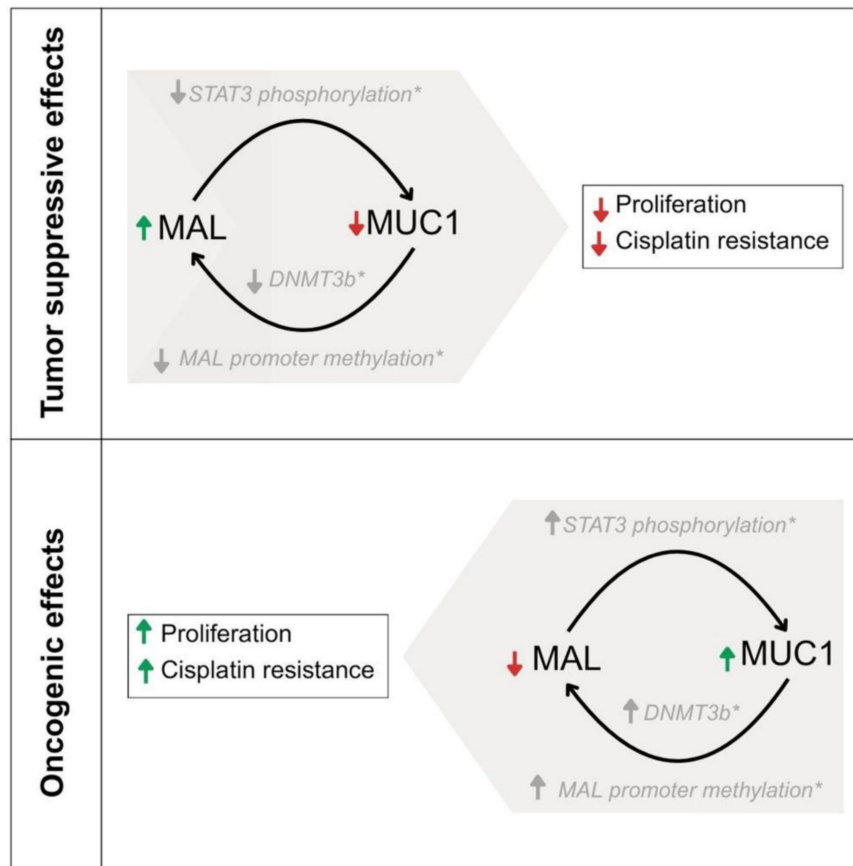 Tumor suppressive effects
↓ STAT3 phosphorylation*
↑ MAL
↓ MUC1
↓ DNMT3b*
↓ MAL promoter methylation*
↓ Proliferation
↓ Cisplatin resistance
Oncogenic effects
↑ Proliferation
↑ Cisplatin resistance
↑ STAT3 phosphorylation*
↓ MAL
↑ MUC1
↑ DNMT3b*
↑ MAL promoter methylation*